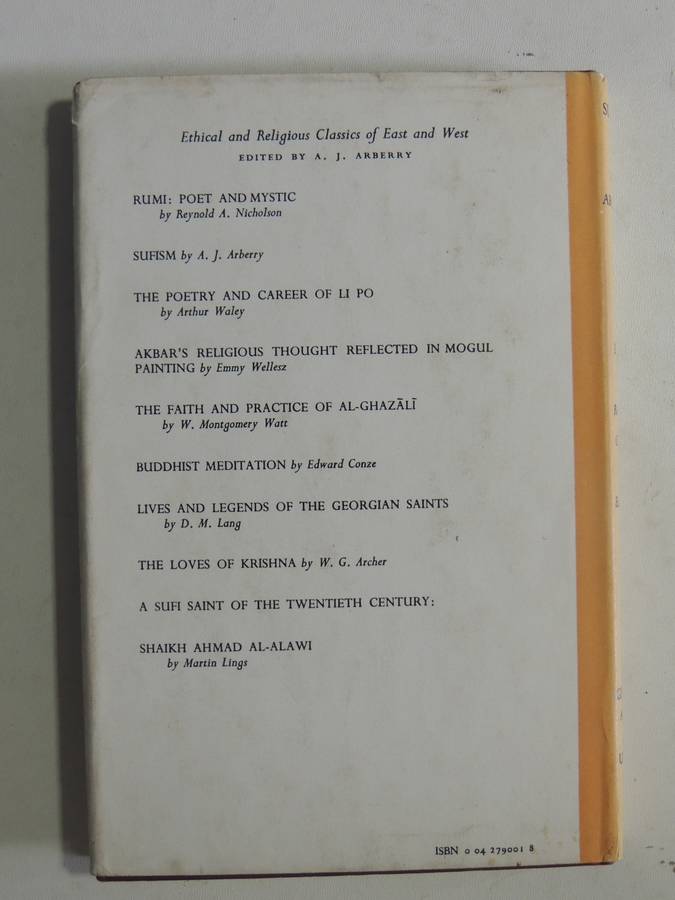 Ethical and Religious Classics of East and West
EDITED BY A. J. ARBERRY
RUMI: POET AND MYSTIC
by Reynold A. Nicholson
SUFISM by A. J. Arberry
THE POETRY AND CAREER OF LI PO
by Arthur Waley
AKBAR'S RELIGIOUS THOUGHT REFLECTED IN MOGUL
PAINTING by Emmy Wellesz
THE FAITH AND PRACTICE OF AL-GHAZĀLĪ
by W. Montgomery Watt
BUDDHIST MEDITATION by Edward Conze
LIVES AND LEGENDS OF THE GEORGIAN SAINTS
by D. M. Lang
THE LOVES OF KRISHNA by W. G. Archer
A SUFI SAINT OF THE TWENTIETH CENTURY:
SHAIKH AHMAD AL-ALAWI
by Martin Lings
ISBN 0 04 279001 8